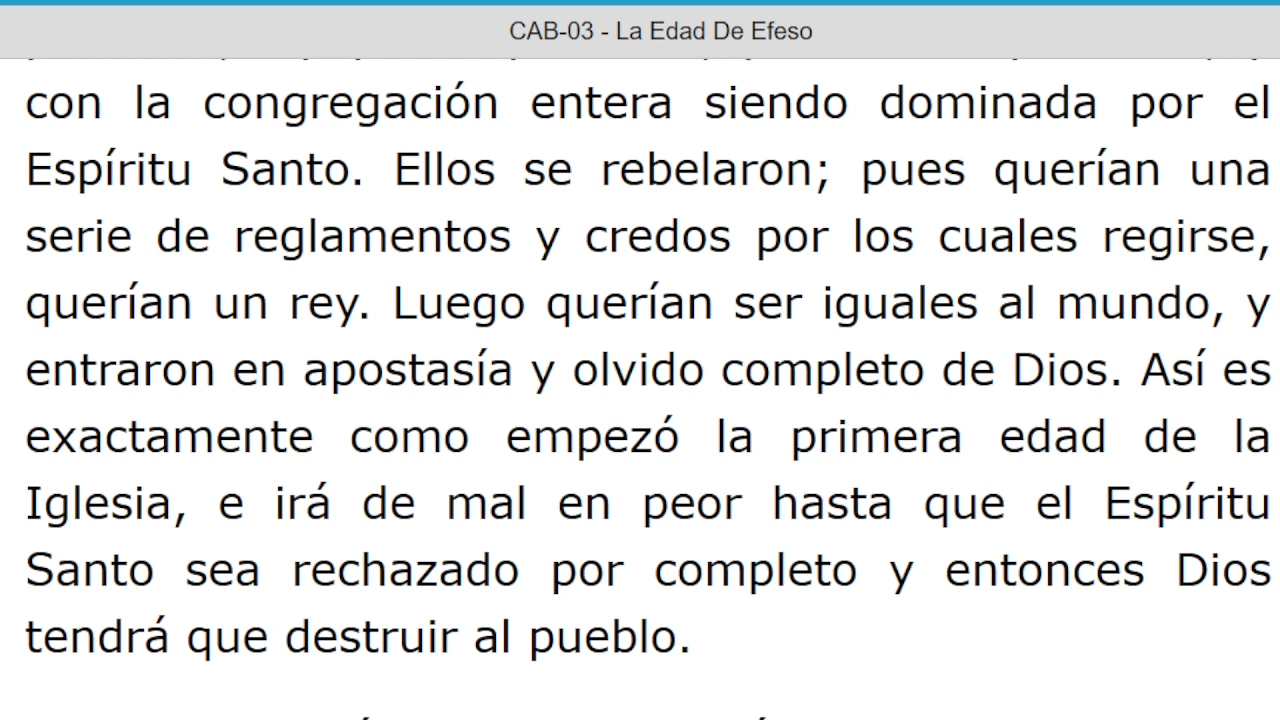 CAB-03 - La Edad De Efeso
con la congregación entera siendo dominada por el
Espíritu Santo. Ellos se rebelaron; pues querían una
serie de reglamentos y credos por los cuales regirse,
querían un rey. Luego querían ser iguales al mundo, y
entraron en apostasía y olvido completo de Dios. Así es
exactamente como empezó la primera edad de la
Iglesia, e irá de mal en peor hasta que el Espíritu
Santo sea rechazado por completo y entonces Dios
tendrá que destruir al pueblo.